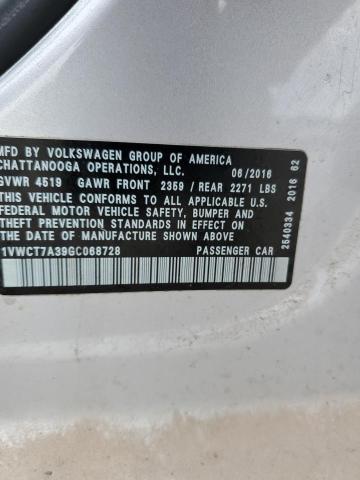 MFD BY VOLKSWAGEN GROUP OF AMERICA
CHATTANOOGA OPERATIONS, LLC. 06/2016
GVWR 4519 GAWR FRONT 2359 / REAR 2271 LBS
THIS VEHICLE CONFORMS TO ALL APPLICABLE U.S.
FEDERAL MOTOR VEHICLE SAFETY, BUMPER AND
THEFT PREVENTION STANDARDS IN EFFECT ON THE
DATE OF MANUFACTURE SHOWN ABOVE.
1VWCT7A39GC068728 PASSENGER CAR
2540334 2016 62